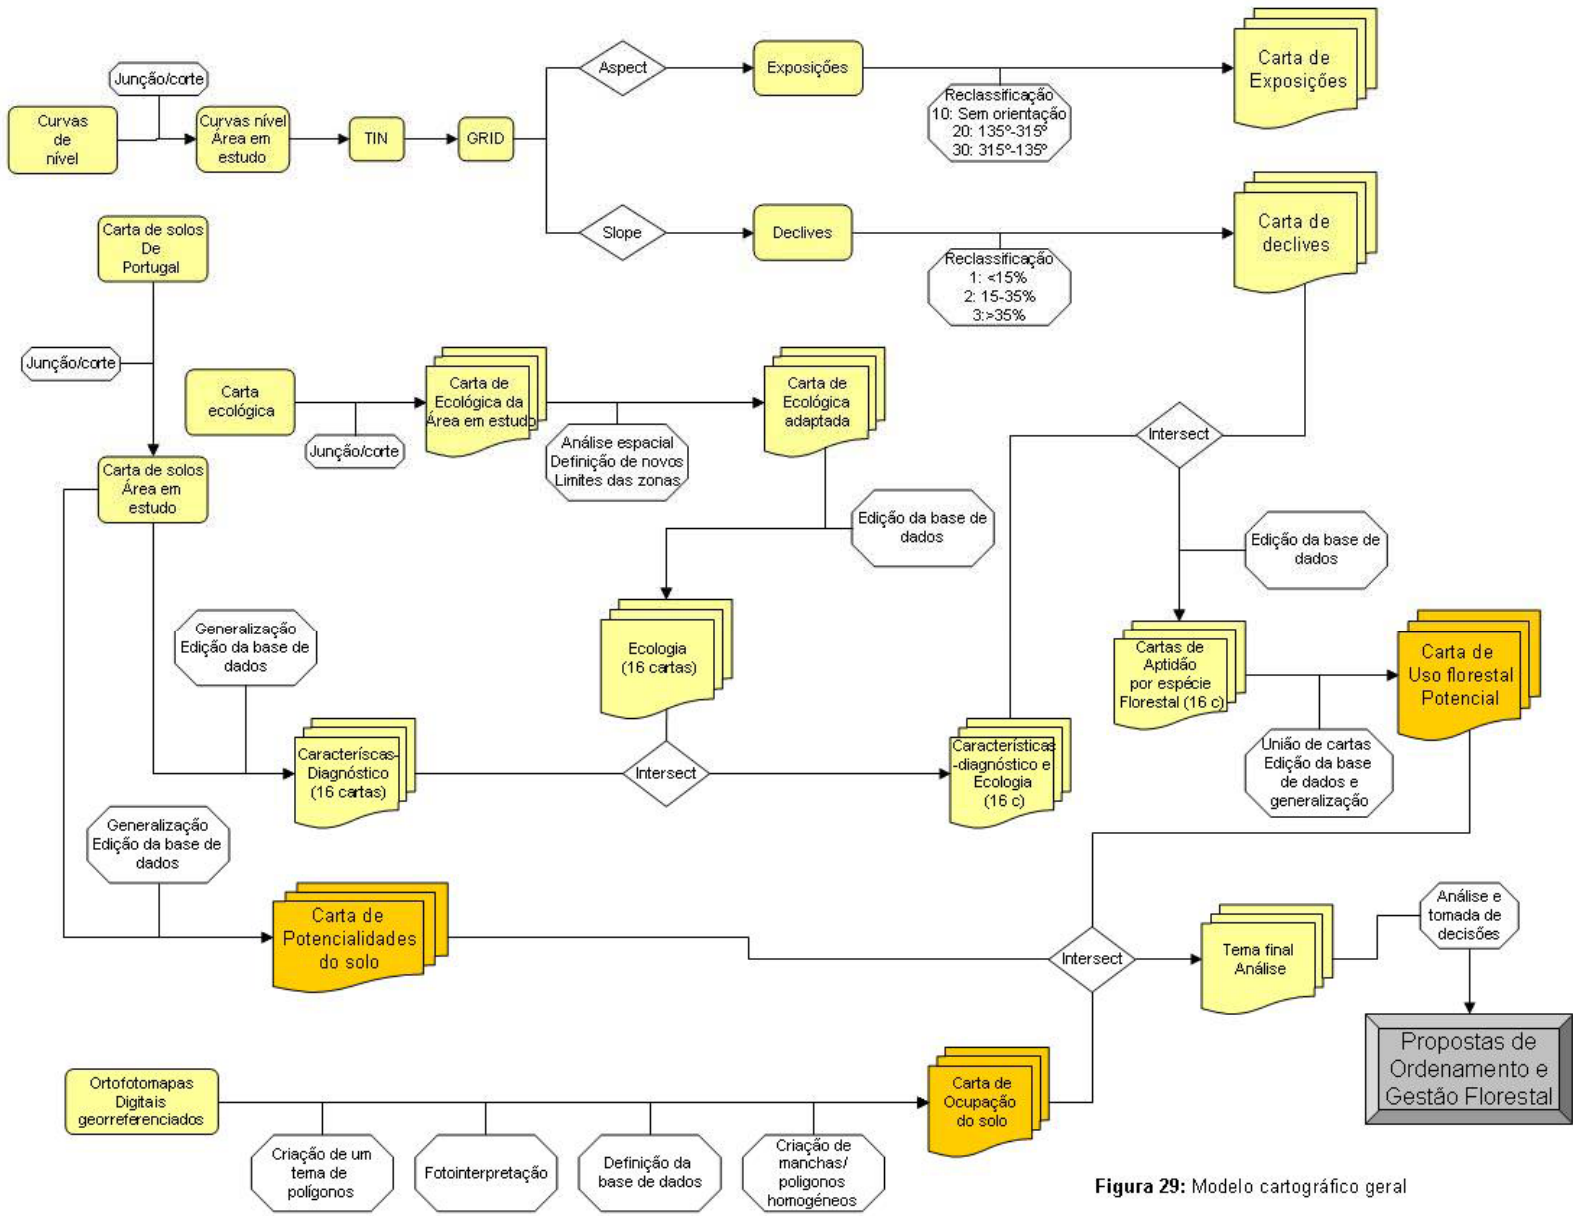 Junção/corte
Curvas
de
nível
Curvas nível
Área em
estudo
TIN
GRID
Aspect
Exposições
Reclassificação
10: Sem orientação
20: 135º-315º
30: 315º-135º
Carta de
Exposições
Slope
Declives
Reclassificação
1: <15%
2: 15-35%
3:>35%
Carta de
declives
Carta de solos
De
Portugal
Junção/corte
Carta
ecológica
Junção/corte
Carta de
Ecológica da
Área em estudo
Análise espacial
Definição de novos
Limites das zonas
Carta de
Ecológica
adaptada
Intersect
Carta de solos
Área em
estudo
Edição da base de
dados
Edição da base de
dados
Generalização
Edição da base de
dados
Ecologia
(16 cartas)
Cartas de
Aptidão
por espécie
Florestal (16 c)
Carta de
Uso florestal
Potencial
União de cartas
Edição da base
de dados e
generalização
Caracteríscas-
Diagnóstico
(16 cartas)
Intersect
Características
-diagnóstico e
Ecologia
(16 c)
Generalização
Edição da base de
dados
Carta de
Potencialidades
do solo
Intersect
Tema final
Análise
Análise e
tomada de
decisões
Propostas de
Ordenamento e
Gestão Florestal
Ortofotomapas
Digitais
georreferenciados
Criação de um
tema de
polígonos
Fotointerpretação
Definição da
base de dados
Criação de
manchas/
poligonos
homogéneos
Carta de
Ocupação
do solo
Figura 29: Modelo cartográfico geral